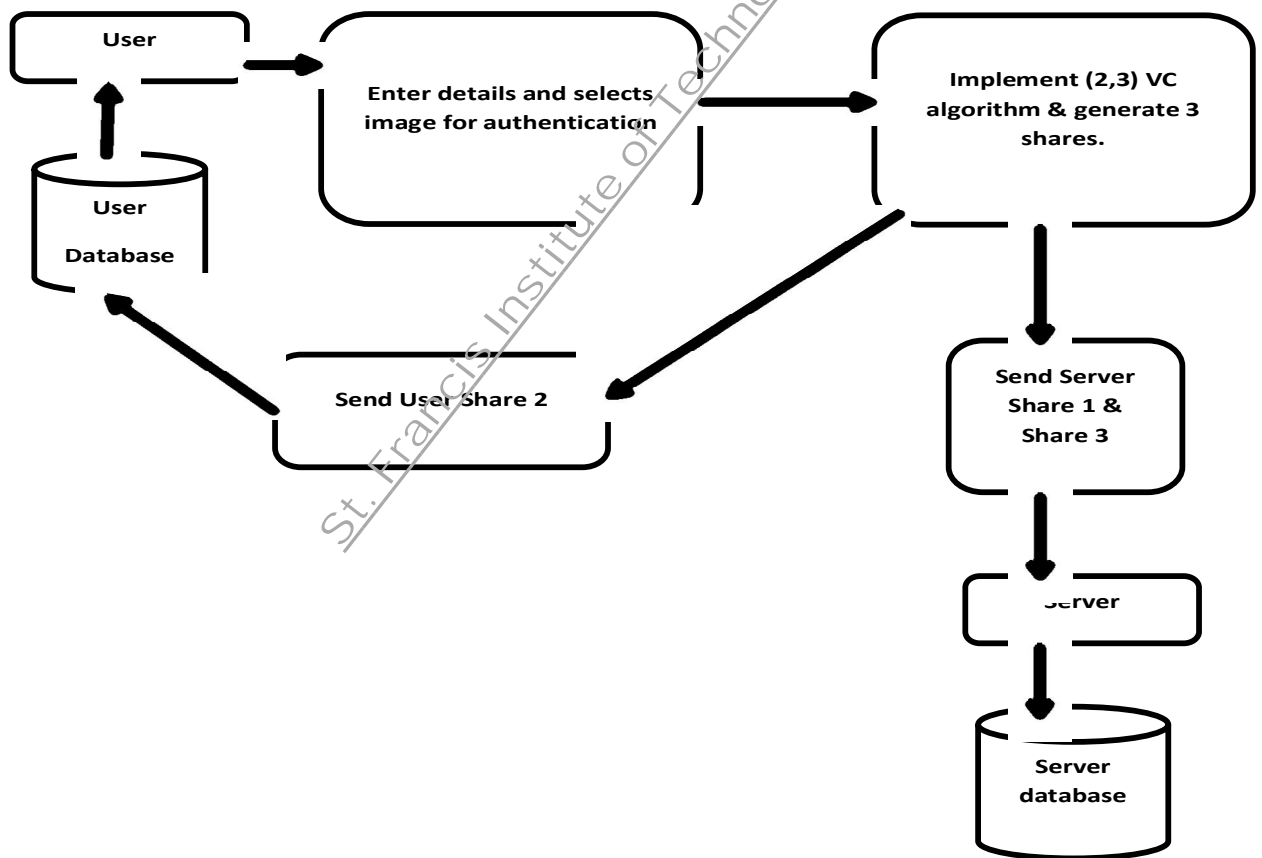 User
Enter details and selects
image for authentication
Implement (2,3) VC
algorithm & generate 3
shares.
User
Database
Send User Share 2
Send Server
Share 1 &
Share 3
Server
Server
database
St. Francis Institute of